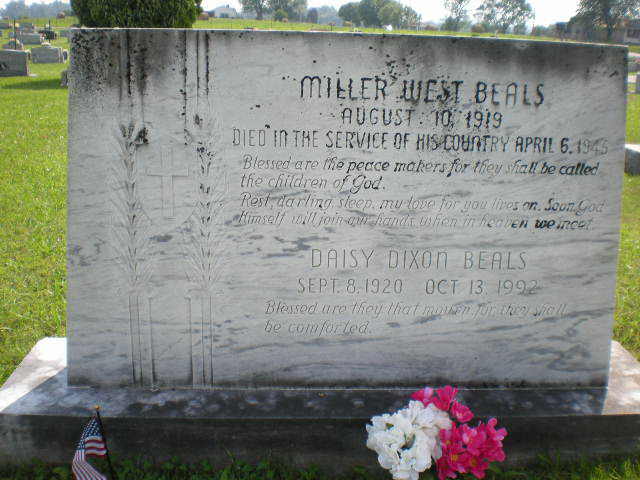 MILLER WEST BEALS
AUGUST 10, 1919
DIED IN THE SERVICE OF HIS COUNTRY APRIL 6, 1945
Blessed are the peace makers for they shall be called
the children of God.
Rest, darling sleep, my love for you lives on. Soon God
Himself will join our hands when in heaven we meet.
DAISY DIXON BEALS
SEPT. 8, 1920 OCT 13, 1992
Blessed are they that mourn, for they shall
be comforted.